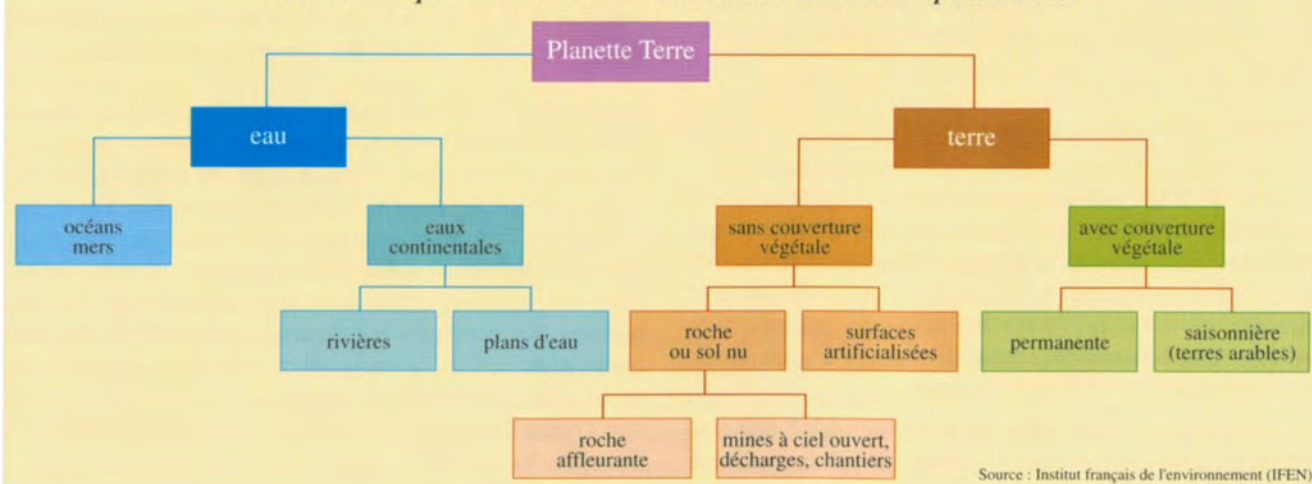 Planette Terre
eau
terre
océans
mers
eaux
continentales
sans couverture
végétale
avec couverture
végétale
rivières
plans d'eau
roche
ou sol nu
surfaces
artificialisées
permanente
saisonnière
(terres arables)
roche
affleurante
mines à ciel ouvert,
décharges, chantiers
Source : Institut français de l'environnement (IFEN)